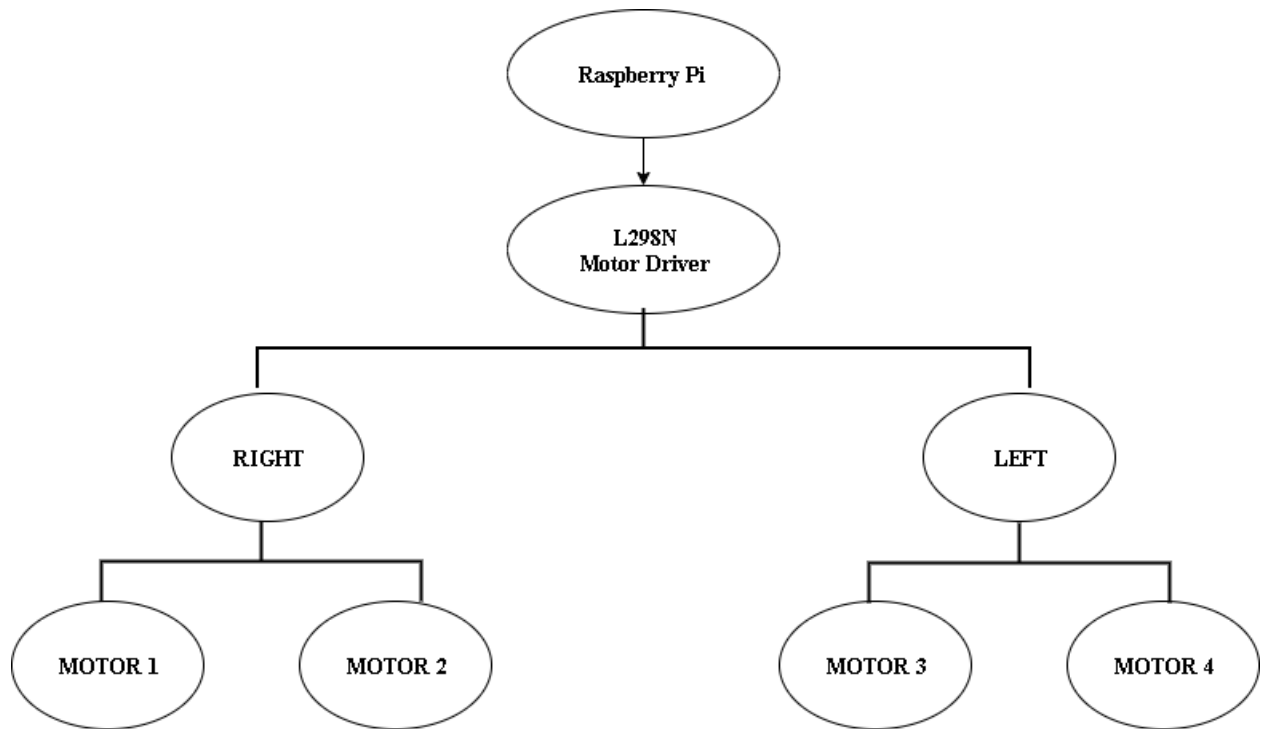 Raspberry Pi
L298N
Motor Driver
RIGHT
LEFT
MOTOR 1
MOTOR 2
MOTOR 3
MOTOR 4